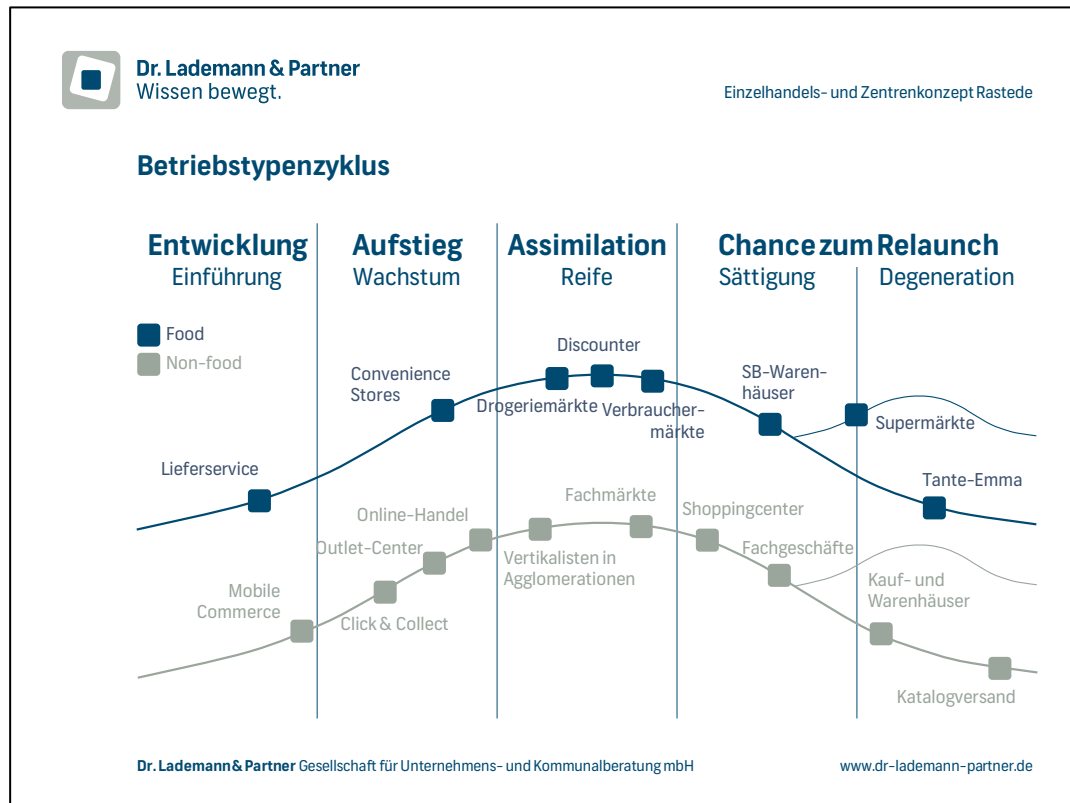 Dr. Lademann & Partner
Wissen bewegt.
Einzelhandels- und Zentrenkonzept Rastede
Betriebstypenzyklus
Entwicklung
Einführung
Aufstieg
Wachstum
Assimilation
Reife
Chance zum Relaunch
Sättigung
Degeneration
Food
Non-food
Lieferservice
Convenience
Stores
Drogeriemärkte
Discounter
Verbraucher-
märkte
SB-Waren-
häuser
Supermärkte
Tante-Emma
Mobile
Commerce
Click & Collect
Outlet-Center
Online-Handel
Vertikalisten in
Agglomerationen
Fachmärkte
Shoppingcenter
Fachgeschäfte
Kauf- und
Warenhäuser
Katalogversand
Dr. Lademann & Partner Gesellschaft für Unternehmens- und Kommunalberatung mbH
www.dr-lademann-partner.de